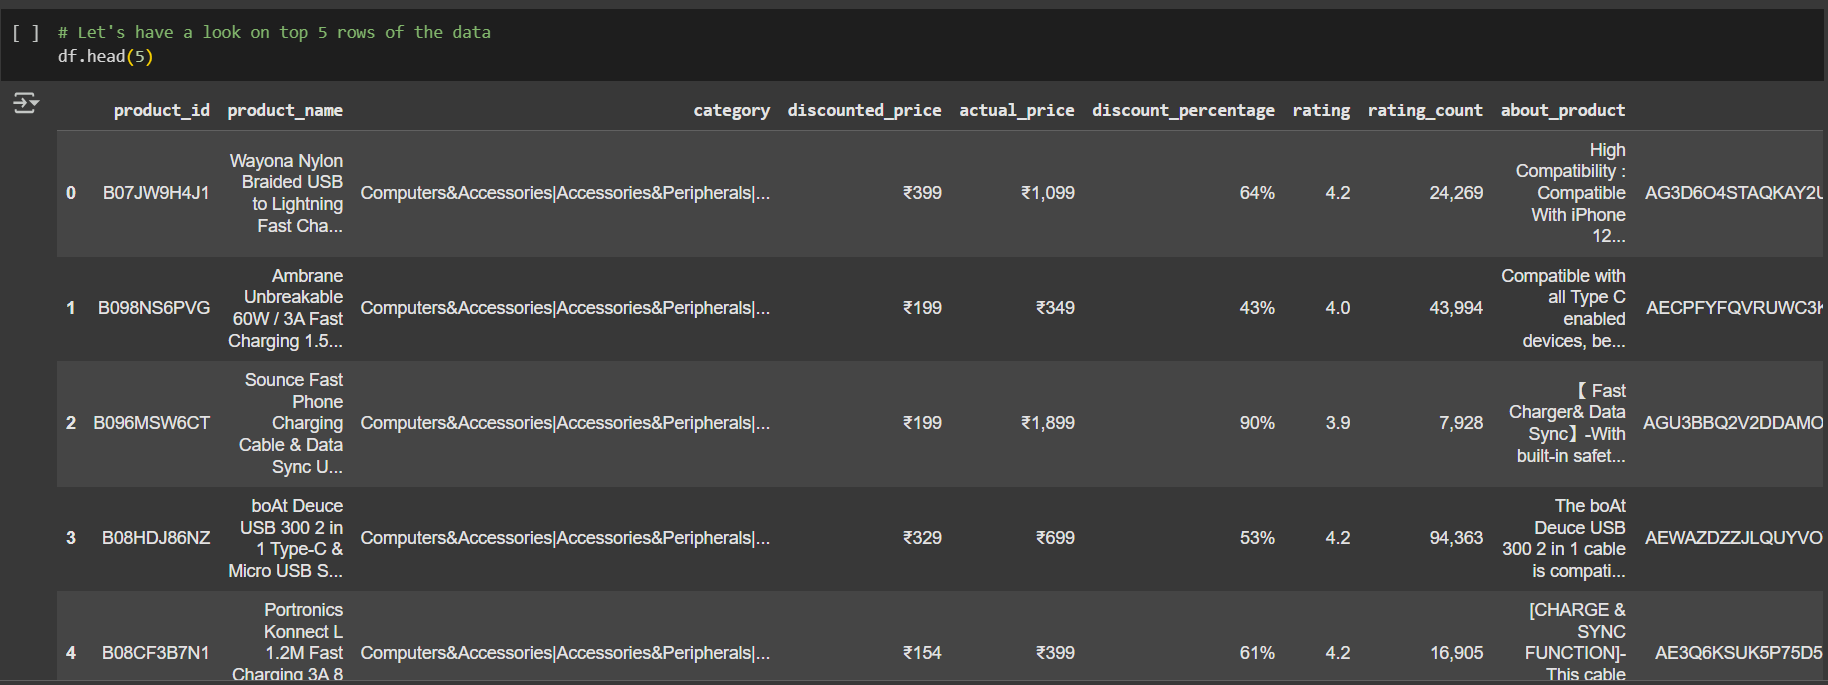 [ ] # Let's have a look on top 5 rows of the data
df.head(5)
product_id product_name category discounted_price actual_price discount_percentage rating rating_count about_product
0 B07JW9H4J1 Wayona Nylon Braided USB to Lightning Fast Cha... Computers&Accessories|Accessories&Peripherals|... ₹399 ₹1,099 64% 4.2 24,269 High Compatibility : Compatible With iPhone 12... AG3D6O4STAQKAY2U
1 B098NS6PVG Ambrane Unbreakable 60W / 3A Fast Charging 1.5... Computers&Accessories|Accessories&Peripherals|... ₹199 ₹349 43% 4.0 43,994 Compatible with all Type C enabled devices, be... AECPFYFQVRUWC3K
2 B096MSW6CT Sounce Fast Phone Charging Cable & Data Sync U... Computers&Accessories|Accessories&Peripherals|... ₹199 ₹1,899 90% 3.9 7,928 【 Fast Charger& Data Sync】-With built-in safet... AGU3BBQ2V2DDAMO
3 B08HDJ86NZ boAt Deuce USB 300 2 in 1 Type-C & Micro USB S... Computers&Accessories|Accessories&Peripherals|... ₹329 ₹699 53% 4.2 94,363 The boAt Deuce USB 300 2 in 1 cable is compati... AEWAZDZZJLQUYVO
4 B08CF3B7N1 Portronics Konnect L 1.2M Fast Charging 3A 8 Computers&Accessories|Accessories&Peripherals|... ₹154 ₹399 61% 4.2 16,905 [CHARGE & SYNC FUNCTION]- This cable AE3Q6KSUK5P75D5